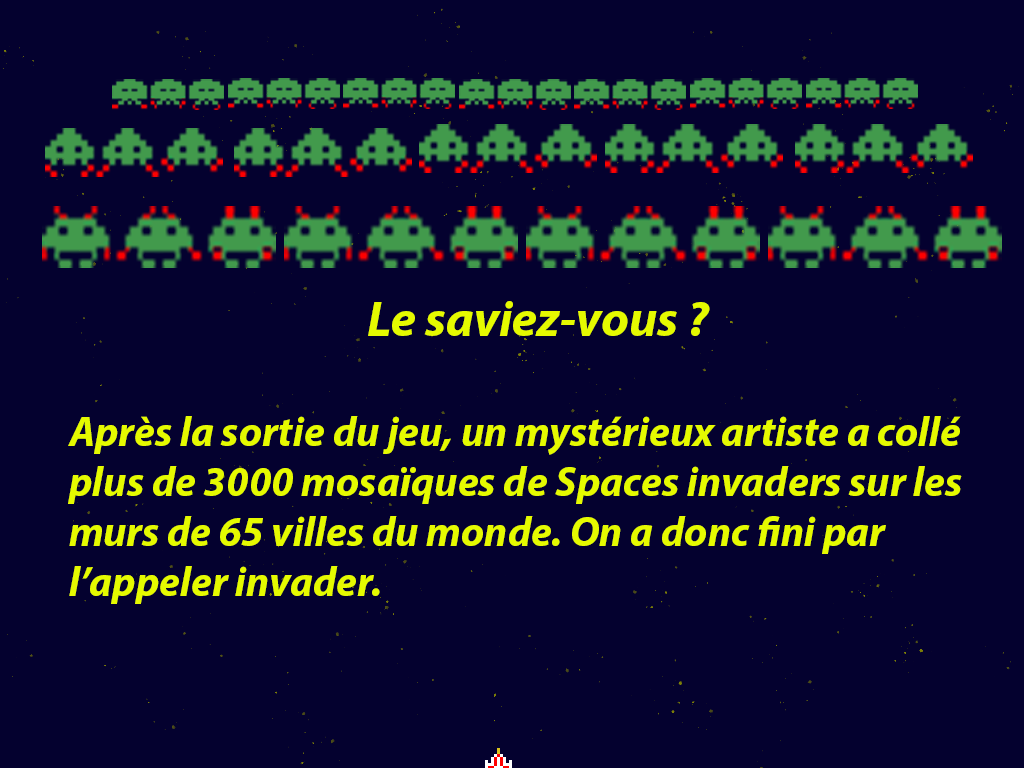 Le saviez-vous ?
Après la sortie du jeu, un mystérieux artiste a collé
plus de 3000 mosaïques de Spaces invaders sur les
murs de 65 villes du monde. On a donc fini par
l’appeler invader.